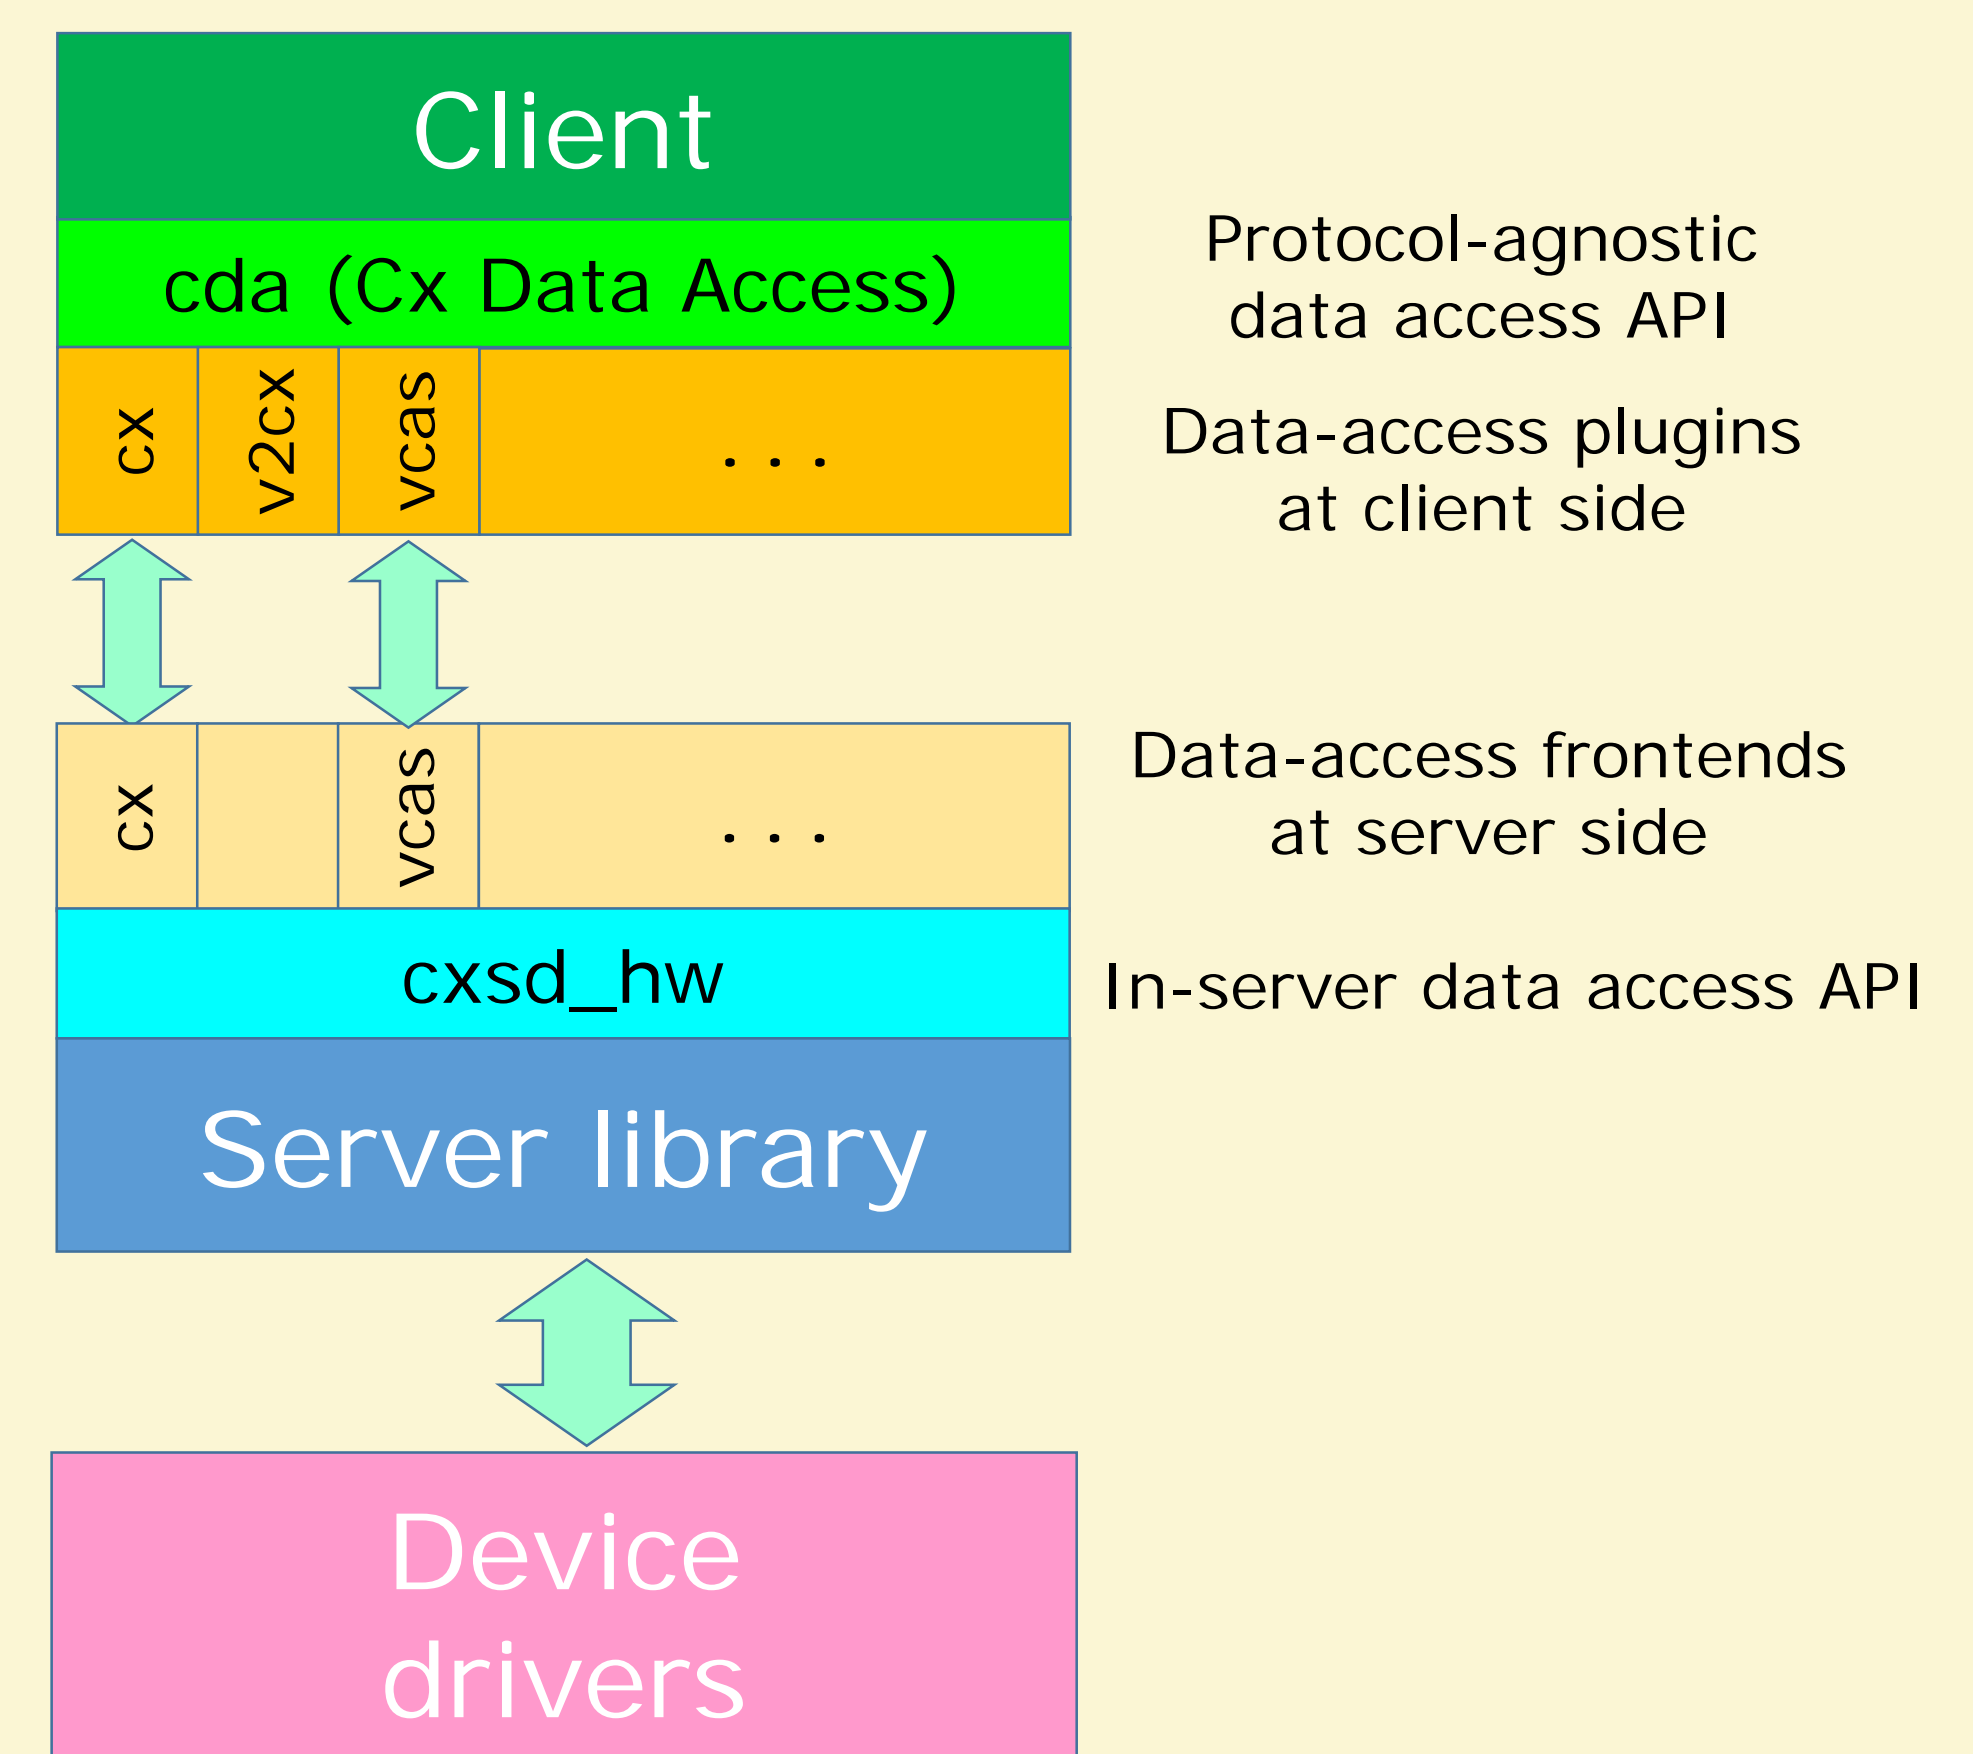 Client
cda (Cx Data Access)
Protocol-agnostic
data access API
cx
v2cx
vcas
...
Data-access plugins
at client side
cx
vcas
...
Data-access frontends
at server side
cxsd_hw
In-server data access API
Server library
Device
drivers